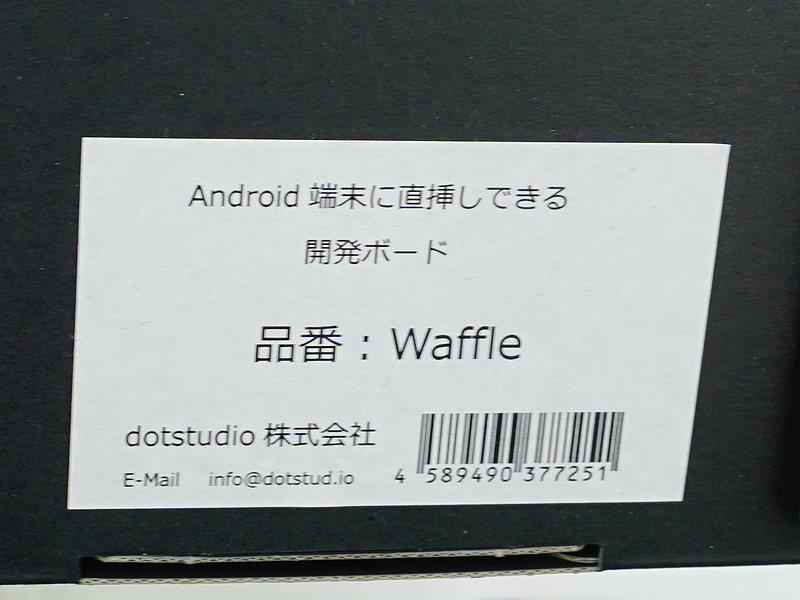 Android 端末に直挿しできる
開発ボード
品番：Waffle
dotstudio 株式会社
E-Mail info@dotstud.io
4 589490 377251